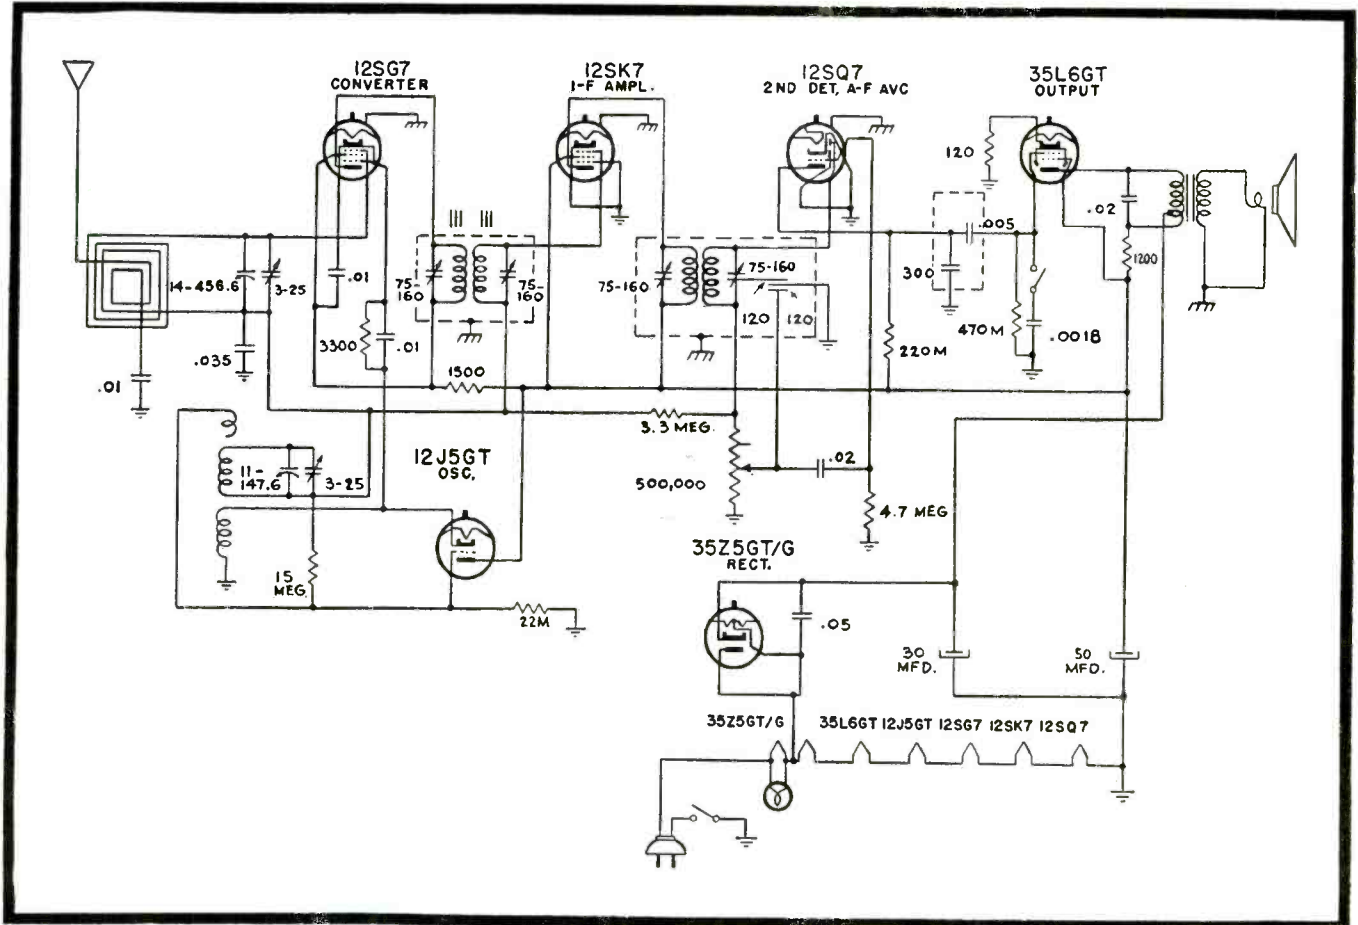 12SG7
CONVERTER
12SK7
I-F AMPL.
12SQ7
2ND DET, A-F AVC
35L6GT
OUTPUT
120
.02
.005
1200
300
14-456.6
3-25
.01
75-
160
75-
160
75-160
75-160
120
120
.035
3300
.01
220M
470M
.0018
.01
1500
3.3 MEG.
12J5GT
OSC.
11-
147.6
3-25
500,000
.02
4.7 MEG
35Z5GT/G
RECT.
15
MEG.
22M
.05
30
MFD.
50
MFD.
35Z5GT/G
35L6GT 12J5GT 12SG7 12SK7 12SQ7